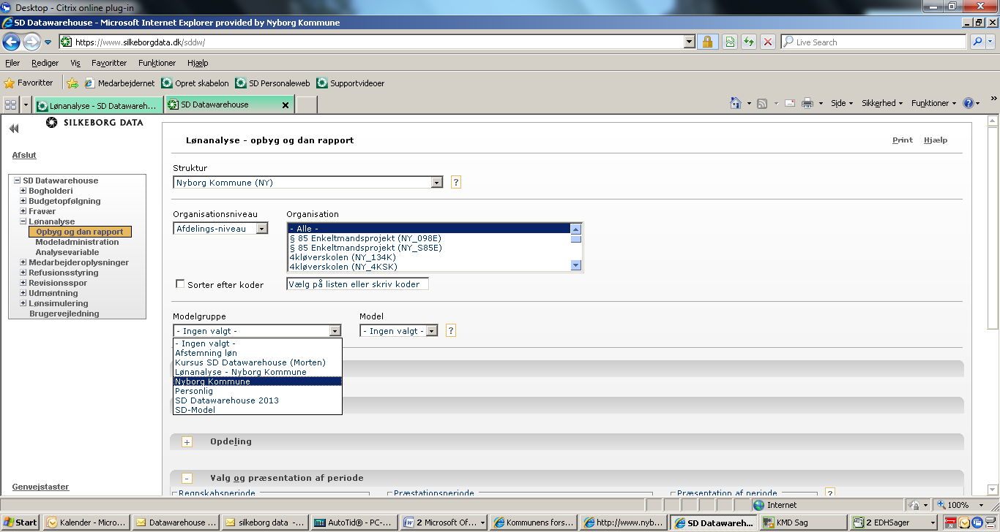 Desktop - Citrix online plug-in
SD Datawarehouse - Microsoft Internet Explorer provided by Nyborg Kommune
https://www.silkeborgdata.dk/sddw/
Live Search
Filer Rediger Vis Favoritter Funktioner Hjælp
Favoritter Medarbejdernet Opret skabelon SD Personaleweb Supportvideoer
Lønanalyse - SD Datawareh... SD Datawarehouse Side Sikkerhed Funktioner
SILKEBORG DATA
Afslut
SD Datawarehouse
Bogholderi
Budgetopfølgning
Fravær
Lønanalyse
Opbyg og dan rapport
Modeladministration
Analysevariable
Medarbejderoplysninger
Refusionsstyring
Revisionsspor
Udmøntning
Lønsimulering
Brugervejledning
Genvejstaster
Lønanalyse - opbyg og dan rapport
Print Hjælp
Struktur
Nyborg Kommune (NY) ?
Organisationsniveau Organisation
Afdelings-niveau
- Alle -
§ 85 Enkeltmandsprojekt (NY_098E)
§ 85 Enkeltmandsprojekt (NY_S85E)
4kløverskolen (NY_134K)
4kløverskolen (NY_4KSK)
Sorter efter koder Vælg på listen eller skriv koder
Modelgruppe Model
- Ingen valgt - - Ingen valgt - ?
- Ingen valgt -
Afstemning løn
Kursus SD Datawarehouse (Morten)
Lønanalyse - Nyborg Kommune
Nyborg Kommune
Personlig
SD Datawarehouse 2013
SD-Model
+ Opdeling
- Valg og præsentation af periode
Regnskabsperiode Præstationsperiode Præsentation af periode ?
Internet 100%
Start Kalender - Micro... Datawarehouse ... silkeborg data -... AutoTid® - PC-... 2 Microsoft Of... Kommunens fors... http://www.nyb... SD Datawareh... KMD Sag 2 EDHSager